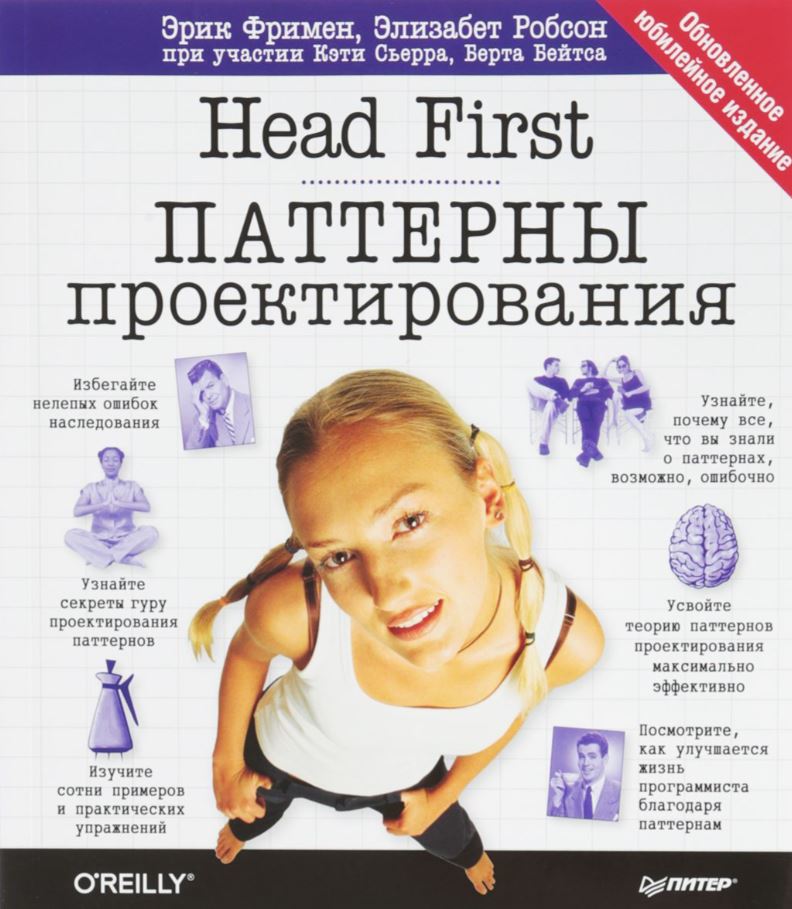 Эрик Фримен, Элизабет Робсон
при участии Кэти Сьерра, Берта Бейтса
Обновленное
юбилейное издание
Head First
ПАТТЕРНЫ
проектирования
Избегайте
нелепых ошибок
наследования
Узнайте,
почему все,
что вы знали
о паттернах,
возможно, ошибочно
Узнайте
секреты гуру
проектирования
паттернов
Усвойте
теорию паттернов
проектирования
максимально
эффективно
Изучите
сотни примеров
и практических
упражнений
Посмотрите,
как улучшается
жизнь
программиста
благодаря
паттернам
O'REILLY®
ПИТЕР®